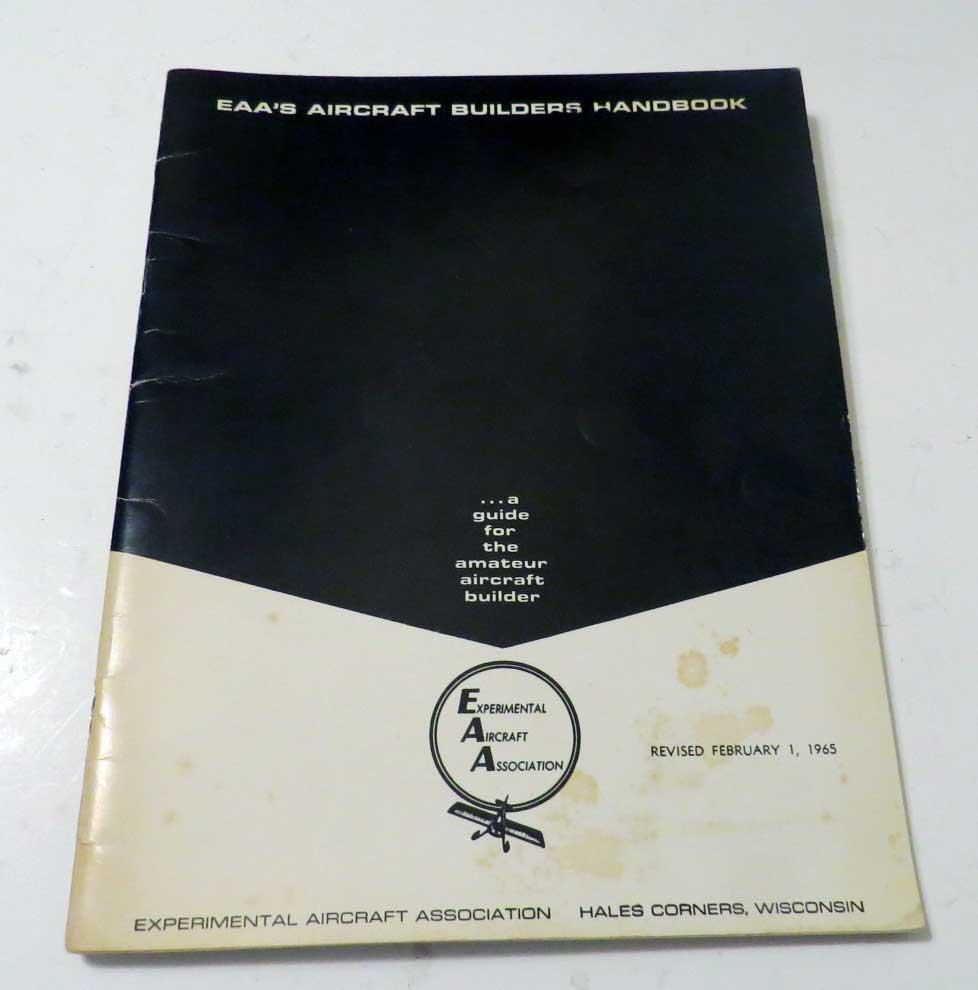 EAA'S AIRCRAFT BUILDERS HANDBOOK
...a
guide
for
the
amateur
aircraft
builder
EXPERIMENTAL
AIRCRAFT
ASSOCIATION
REVISED FEBRUARY 1, 1965
EXPERIMENTAL AIRCRAFT ASSOCIATION HALES CORNERS, WISCONSIN